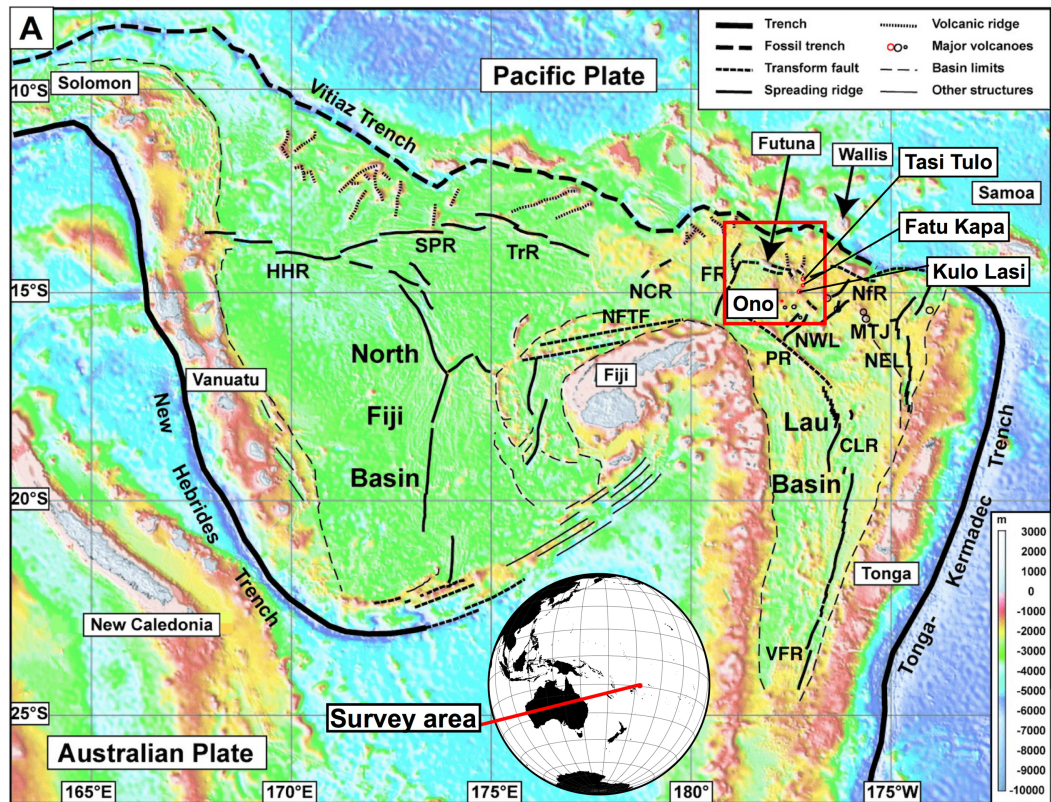 A
Trench
Fossil trench
Transform fault
Spreading ridge
Volcanic ridge
Major volcanoes
Basin limits
Other structures
Solomon
10°S
Pacific Plate
Vitiaz Trench
Futuna
Wallis
Tasi Tulo
Samoa
Fatu Kapa
SPR
TrR
HHR
FR
Kulo Lasi
15°S
NCR
Ono
NfR
NFTF
North
NWL
MTJ
PR
NEL
Vanuatu
Fiji
New
Fiji
Lau
CLR
Trench
Basin
Basin
20°S
Hebrides
m
3000
2000
1000
0
-1000
-2000
-3000
-4000
-5000
-6000
-7000
-8000
-9000
-10000
Tonga
Kermadec
Trench
New Caledonia
Tonga-
VFR
25°S
Survey area
Australian Plate
165°E
170°E
175°E
180°
175°W